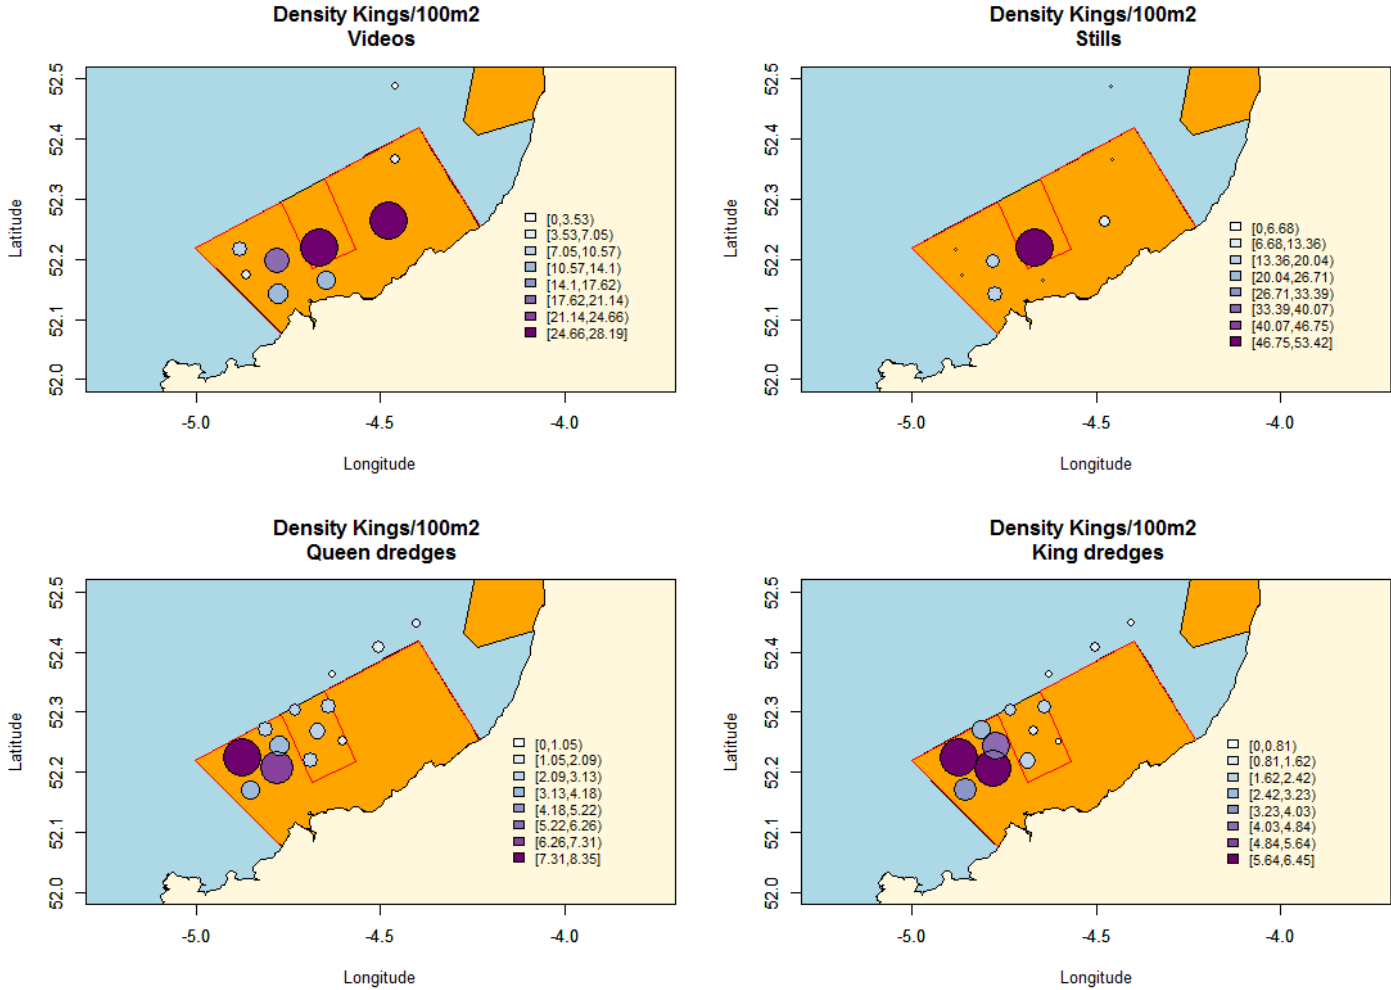 Density Kings/100m2
Videos
52.5
52.4
52.3
52.2
52.1
52.0
Latitude
[0,3.53)
[3.53,7.05)
[7.05,10.57)
[10.57,14.1)
[14.1,17.62)
[17.62,21.14)
[21.14,24.66)
[24.66,28.19]
-5.0 -4.5 -4.0
Longitude
Density Kings/100m2
Stills
52.5
52.4
52.3
52.2
52.1
52.0
Latitude
[0,6.68)
[6.68,13.36)
[13.36,20.04)
[20.04,26.71)
[26.71,33.39)
[33.39,40.07)
[40.07,46.75)
[46.75,53.42]
-5.0 -4.5 -4.0
Longitude
Density Kings/100m2
Queen dredges
52.5
52.4
52.3
52.2
52.1
52.0
Latitude
[0,1.05)
[1.05,2.09)
[2.09,3.13)
[3.13,4.18)
[4.18,5.22)
[5.22,6.26)
[6.26,7.31)
[7.31,8.35]
-5.0 -4.5 -4.0
Longitude
Density Kings/100m2
King dredges
52.5
52.4
52.3
52.2
52.1
52.0
Latitude
[0,0.81)
[0.81,1.62)
[1.62,2.42)
[2.42,3.23)
[3.23,4.03)
[4.03,4.84)
[4.84,5.64)
[5.64,6.45]
-5.0 -4.5 -4.0
Longitude